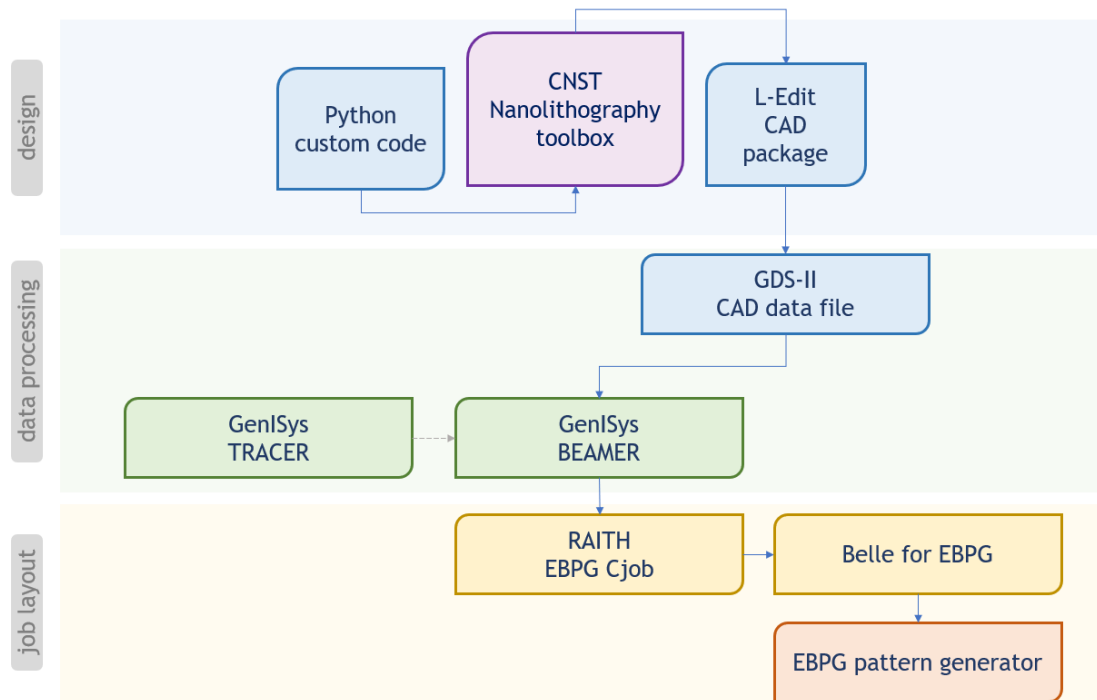 design
Python
custom code
CNST
Nanolithography
toolbox
L-Edit
CAD
package
data processing
GDS-II
CAD data file
GenISys
TRACER
GenISys
BEAMER
job layout
RAITH
EBPG Cjob
Belle for EBPG
EBPG pattern generator